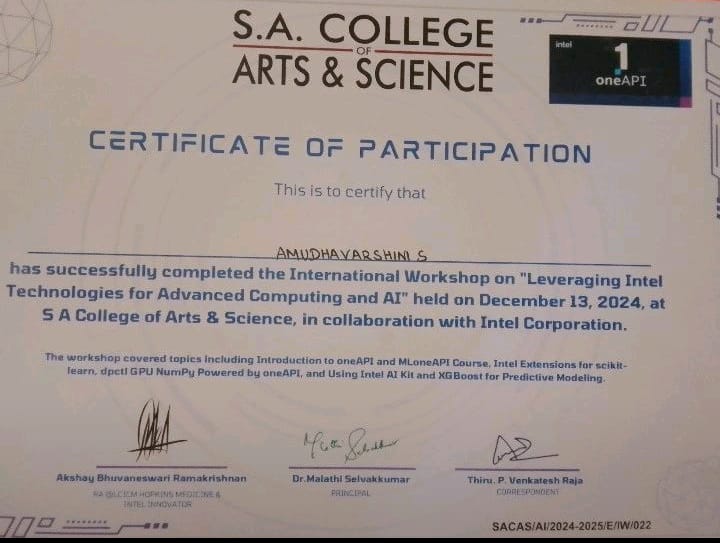 S.A. COLLEGE
OF
ARTS & SCIENCE
intel
1
oneAPI
CERTIFICATE OF PARTICIPATION
This is to certify that
AMUDHAVARSHINI S
has successfully completed the International Workshop on "Leveraging Intel
Technologies for Advanced Computing and AI" held on December 13, 2024, at
S A College of Arts & Science, in collaboration with Intel Corporation.
The workshop covered topics including Introduction to oneAPI and MLoneAPI Course, Intel Extensions for scikit-
learn, dpctl GPU NumPy Powered by oneAPI, and Using Intel AI Kit and XGBoost for Predictive Modeling.
Akshay Bhuvaneswari Ramakrishnan
HOPKINS MEDICINE &
INTEL INNOVATOR
Dr.Malathi Selvakkumar
PRINCIPAL
Thiru. P. Venkatesh Raja
CORRESPONDENT
SACAS/AI/2024-2025/E/IW/022